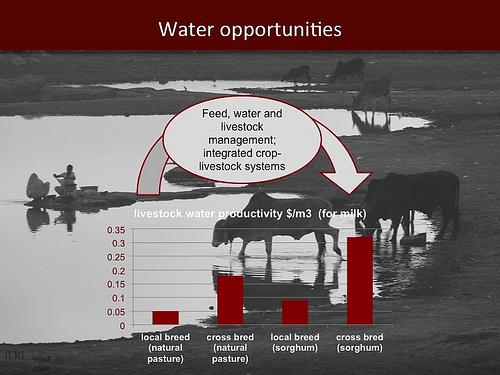 Water opportunities
Feed, water and
livestock
management;
integrated crop-
livestock systems
livestock water productivity $/m3 (for milk)
0.35
0.3
0.25
0.2
0.15
0.1
0.05
0
local breed
(natural
pasture)
cross bred
(natural
pasture)
local breed
(sorghum)
cross bred
(sorghum)